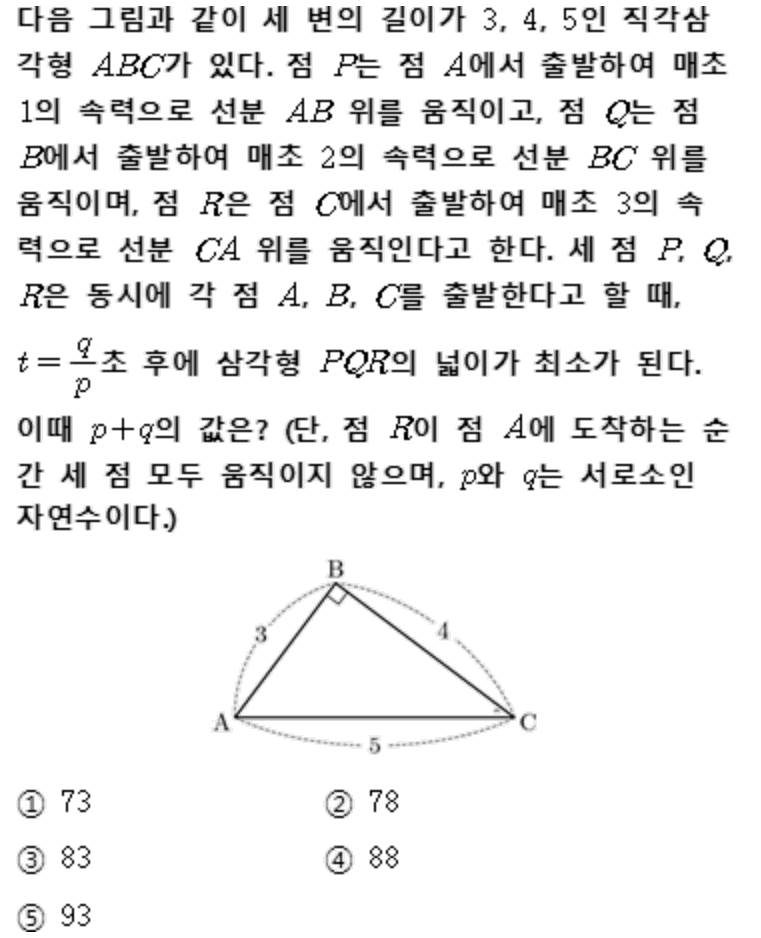 다음 그림과 같이 세 변의 길이가 3, 4, 5인 직각삼
각형 ABC가 있다. 점 P는 점 A에서 출발하여 매초
1의 속력으로 선분 AB 위를 움직이고, 점 Q는 점
B에서 출발하여 매초 2의 속력으로 선분 BC 위를
움직이며, 점 R은 점 C에서 출발하여 매초 3의 속
력으로 선분 CA 위를 움직인다고 한다. 세 점 P, Q,
R은 동시에 각 점 A, B, C를 출발한다고 할 때,
t=q/p초 후에 삼각형 PQR의 넓이가 최소가 된다.
이때 p+q의 값은? (단, 점 R이 점 A에 도착하는 순
간 세 점 모두 움직이지 않으며, p와 q는 서로소인
자연수이다.)
B
3
4
A
C
5
① 73 ② 78
③ 83 ④ 88
⑤ 93